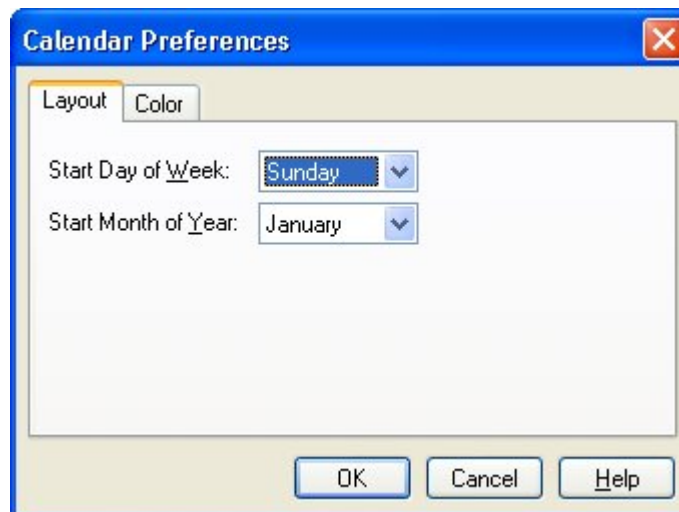 Calendar Preferences
Layout Color
Start Day of Week: Sunday
Start Month of Year: January
OK Cancel Help